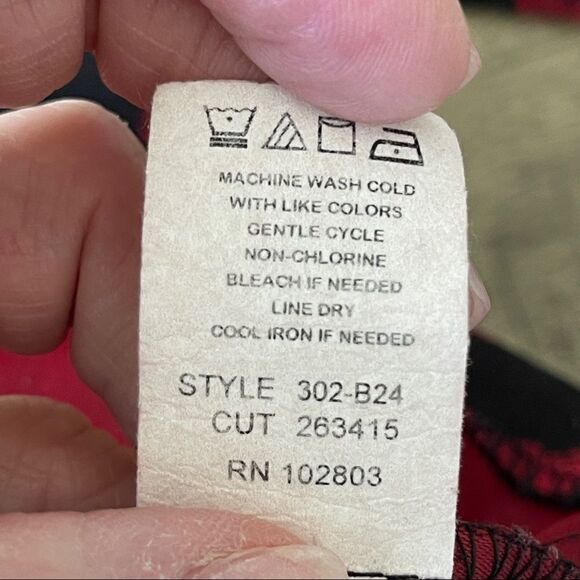 MACHINE WASH COLD
WITH LIKE COLORS
GENTLE CYCLE
NON-CHLORINE
BLEACH IF NEEDED
LINE DRY
COOL IRON IF NEEDED
STYLE 302-B24
CUT 263415
RN 102803